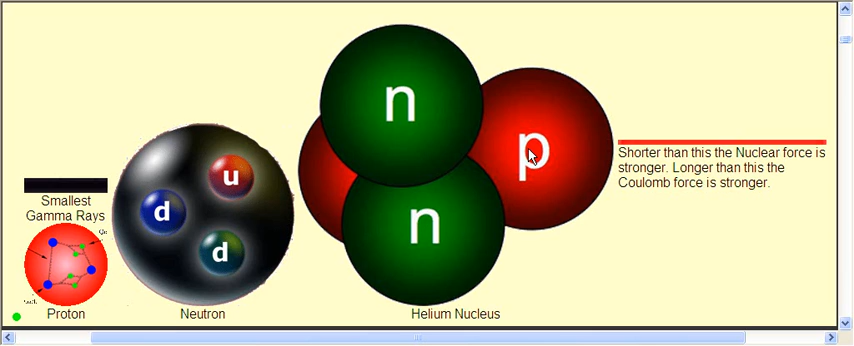 n
p
n
u
d
d
Shorter than this the Nuclear force is
stronger. Longer than this the
Coulomb force is stronger.
Smallest
Gamma Rays
Proton
Neutron
Helium Nucleus